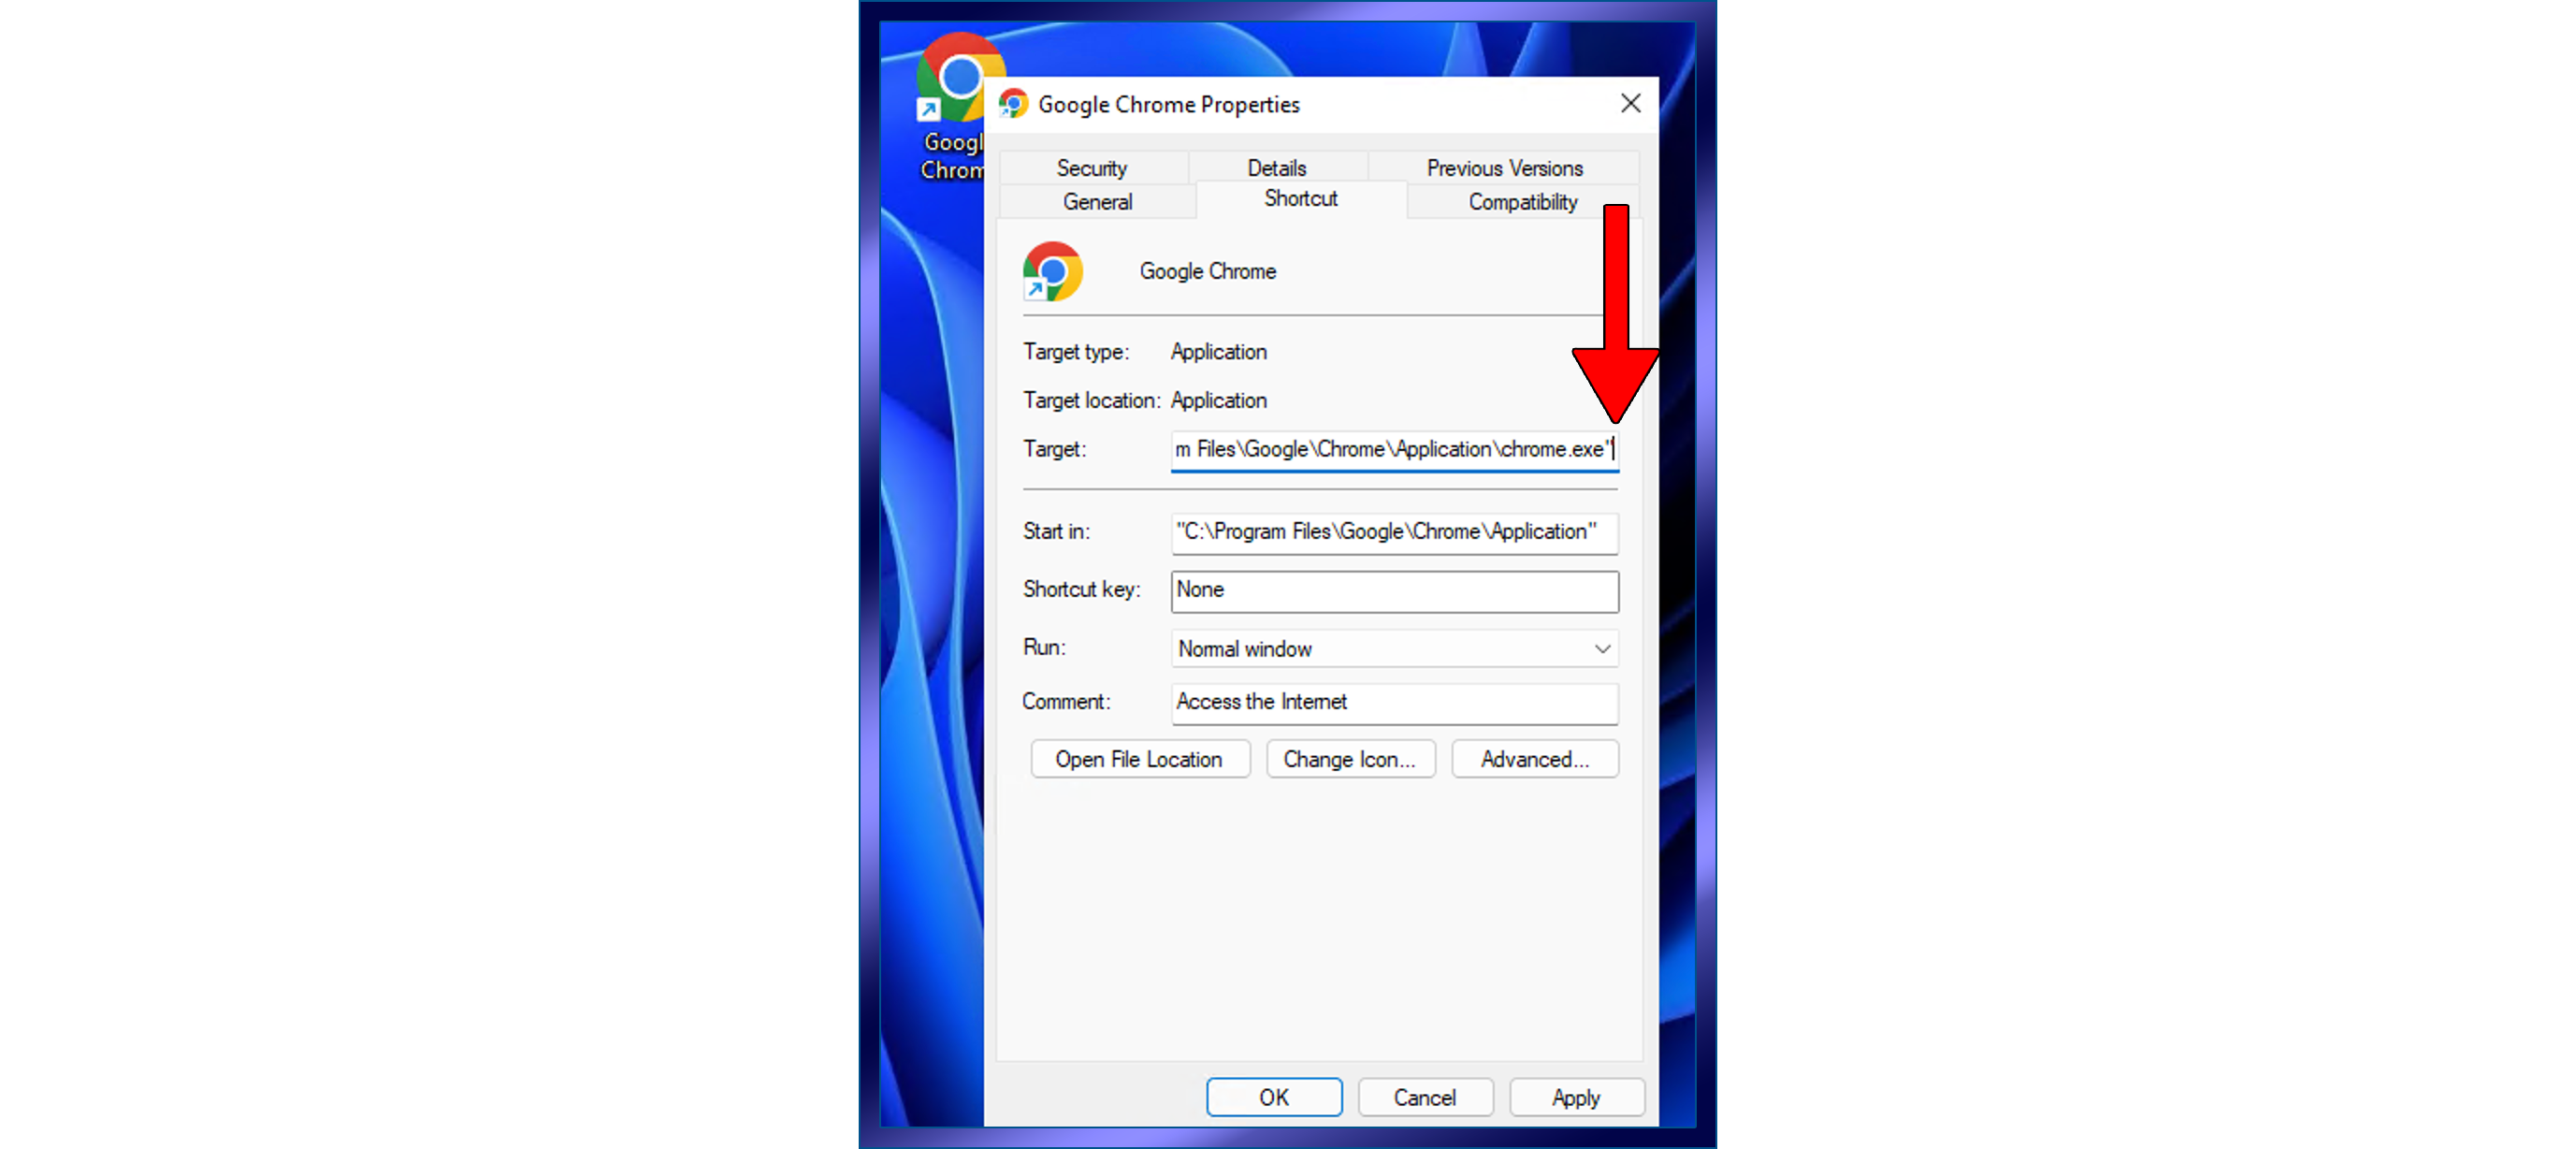 Google Chrome Properties
Googl
Chrom
Security Details Previous Versions
General Shortcut Compatibility
Google Chrome
Target type: Application
Target location: Application
Target: m Files\Google\Chrome\Application\chrome.exe"
Start in: "C:\Program Files\Google\Chrome\Application"
Shortcut key: None
Run: Normal window
Comment: Access the Internet
Open File Location Change Icon... Advanced...
OK Cancel Apply